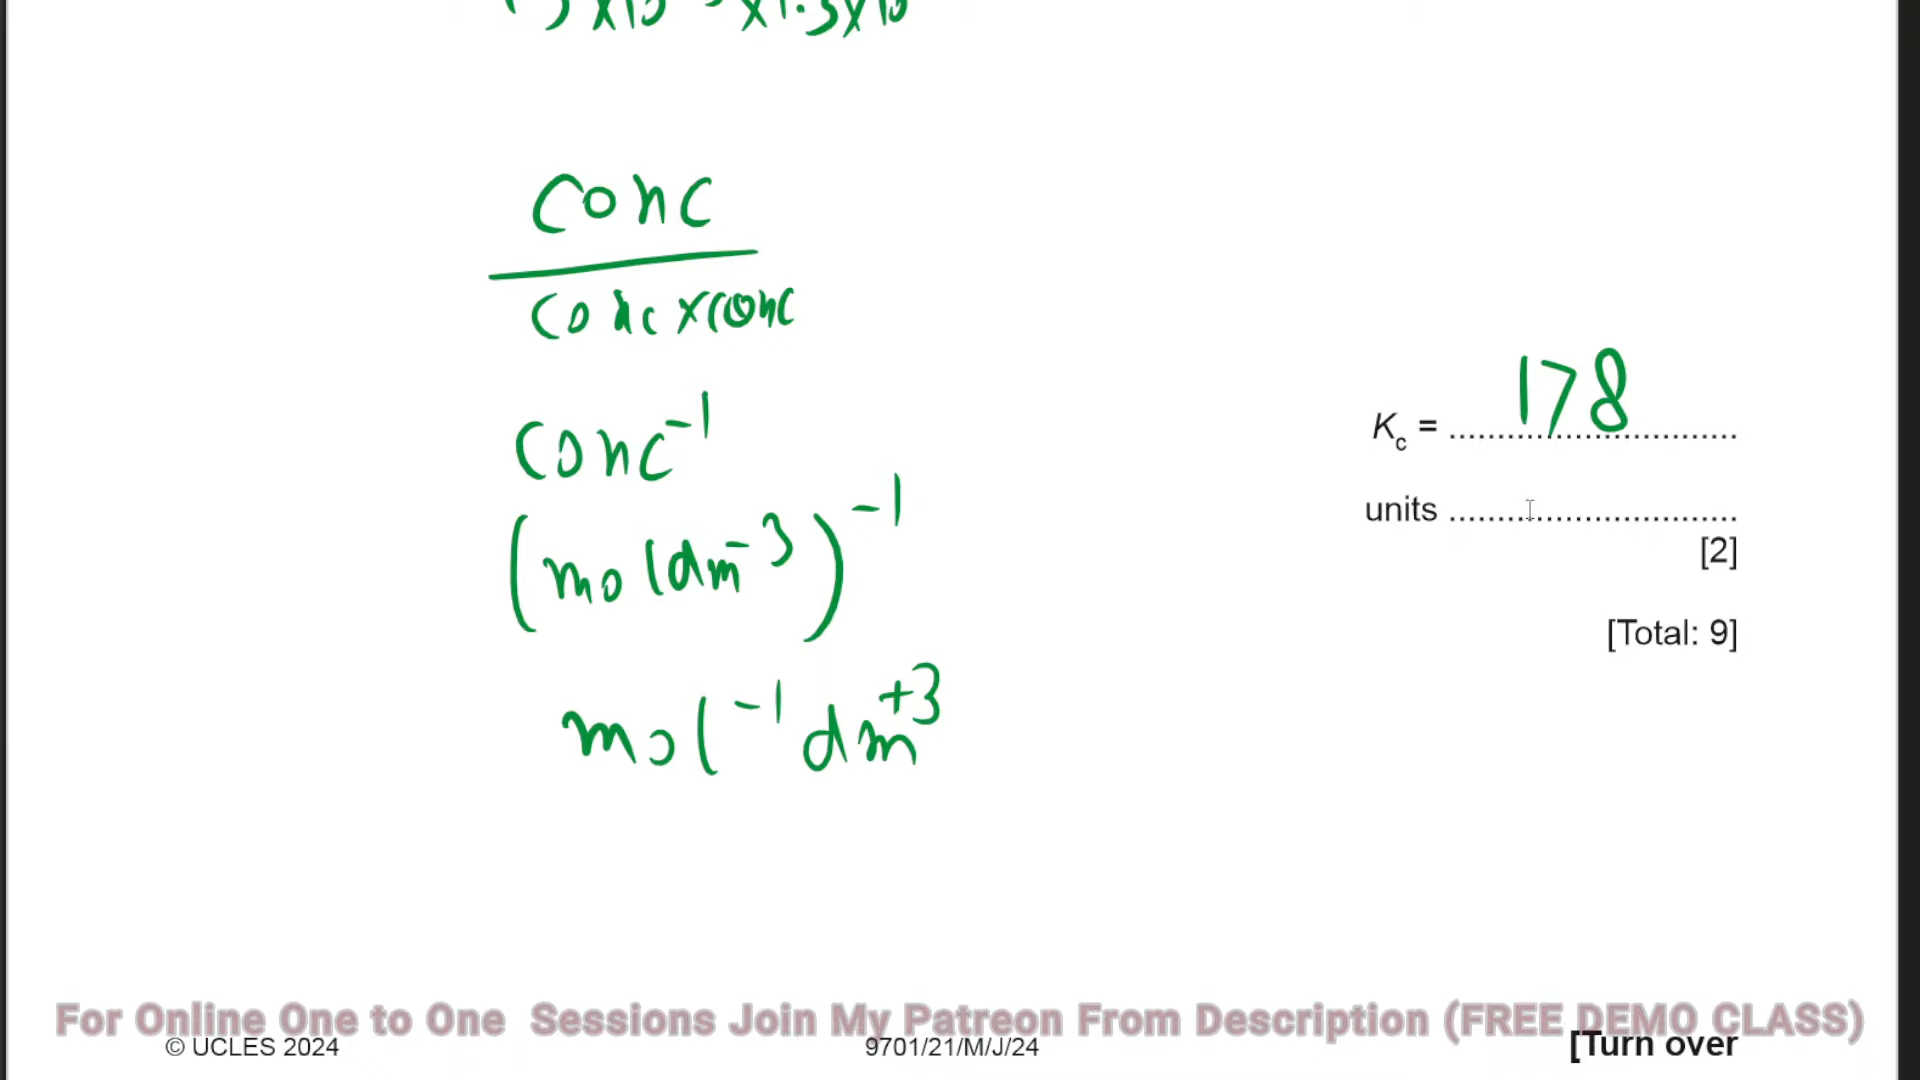 conc
conc x conc
conc⁻¹
(mol dm⁻³)⁻¹
mol⁻¹ dm⁺³
Kc = .............................. 178
units ..............................
[2]
[Total: 9]
For Online One to One Sessions Join My Patreon From Description (FREE DEMO CLASS)
© UCLES 2024
9701/21/M/J/24
[Turn over